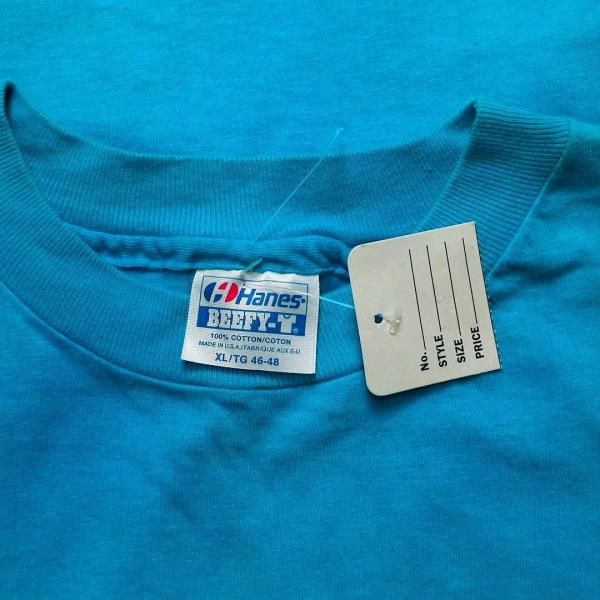 Hanes®
BEEFY-T®
100% COTTON/COTON
MADE IN U.S.A./FABRIQUE AUX E-U
XL/TG 46-48
No.
STYLE
SIZE
PRICE